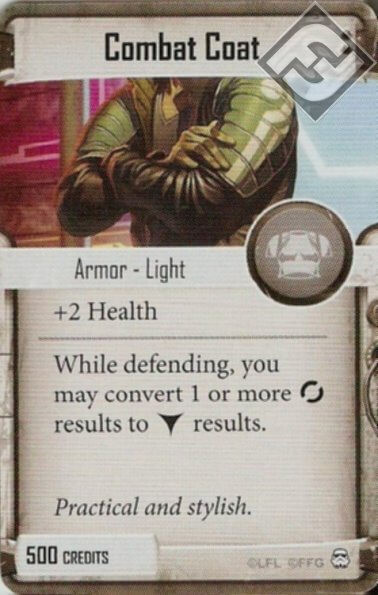 Combat Coat
Armor - Light
+2 Health
While defending, you
may convert 1 or more
results to results.
Practical and stylish.
500 CREDITS
©LFL ©FFG